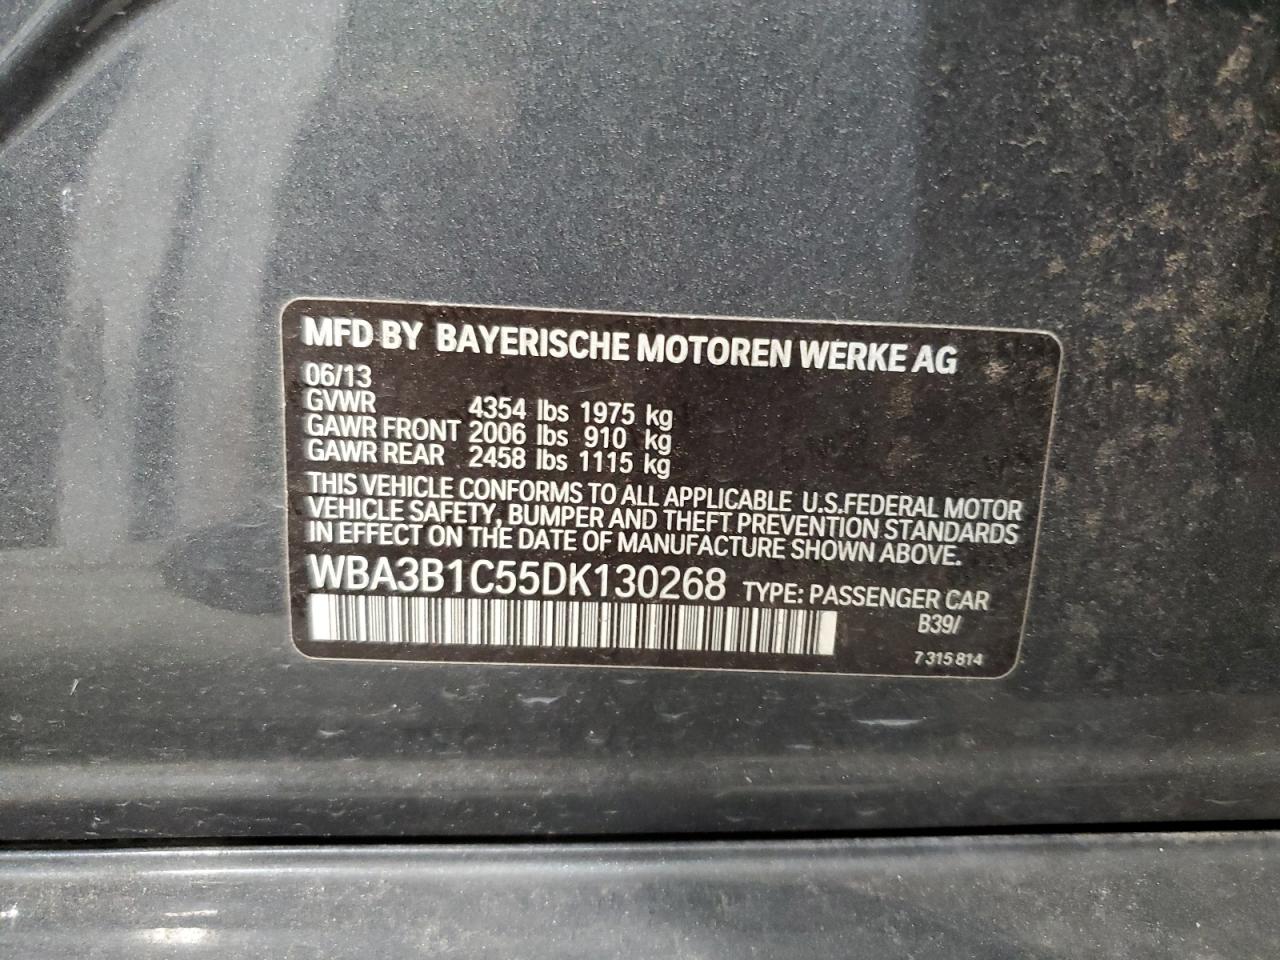 MFD BY BAYERISCHE MOTOREN WERKE AG
06/13
GVWR 4354 lbs 1975 kg
GAWR FRONT 2006 lbs 910 kg
GAWR REAR 2458 lbs 1115 kg
THIS VEHICLE CONFORMS TO ALL APPLICABLE U.S.FEDERAL MOTOR
VEHICLE SAFETY, BUMPER AND THEFT PREVENTION STANDARDS
IN EFFECT ON THE DATE OF MANUFACTURE SHOWN ABOVE.
WBA3B1C55DK130268 TYPE: PASSENGER CAR
B39/
7 315 814